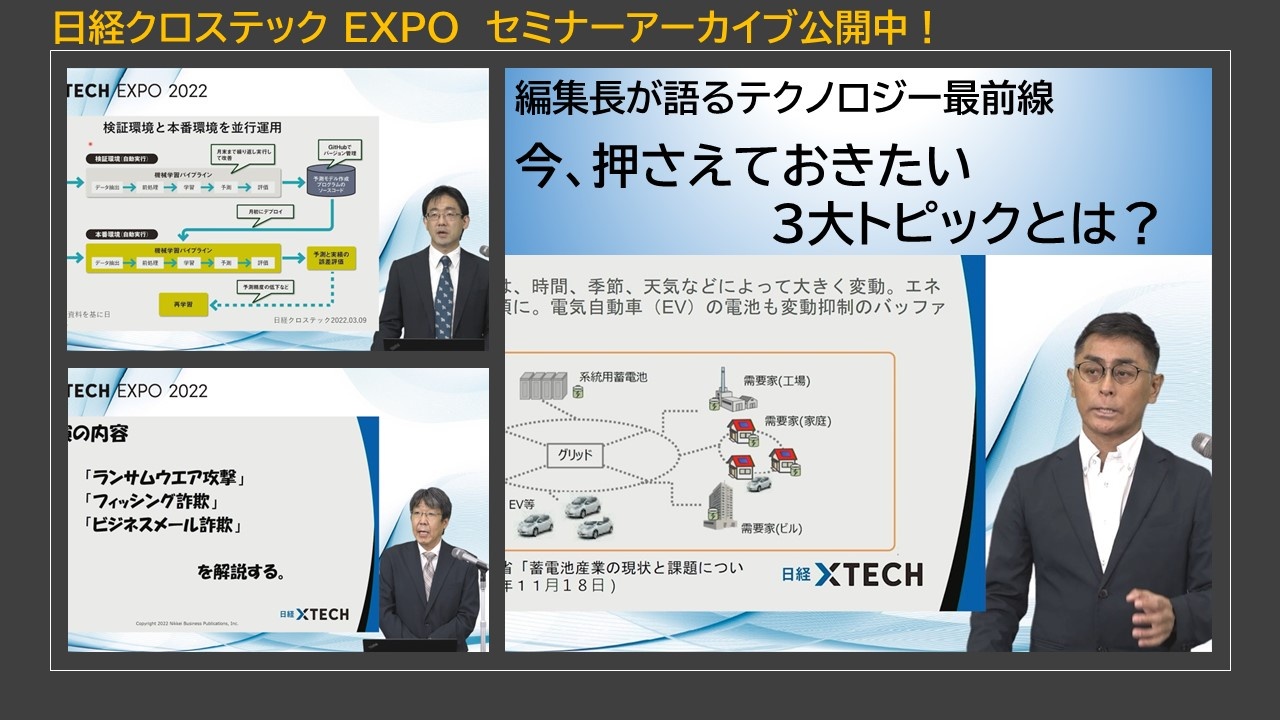 日経クロステック EXPO セミナーアーカイブ公開中！
TECH EXPO 2022
検証環境と本番環境を並行運用
検証環境(自動実行)
月末まで繰り返し実行し
て改善
GitHubで
バージョン管理
機械学習パイプライン
データ抽出 前処理 学習 予測 評価
予測モデル作成
プログラムの
ソースコード
月初にデプロイ
本番環境(自動実行)
機械学習パイプライン
データ抽出 前処理 学習 予測 評価
予測と実績の
誤差評価
予測精度の低下など
再学習
資料を基に日
日経クロステック2022.03.09
TECH EXPO 2022
の内容
「ランサムウエア攻撃」
「フィッシング詐欺」
「ビジネスメール詐欺」
を解説する。
日経 XTECH
Copyright 2022 Nikkei Business Publications, Inc.
編集長が語るテクノロジー最前線
今、押さえておきたい
3大トピックとは？
は、時間、季節、天気などによって大きく変動。エネ
に。電気自動車（EV）の電池も変動抑制のバッファ
系統用蓄電池
需要家(工場)
需要家(家庭)
グリッド
EV等
需要家(ビル)
省「蓄電池産業の現状と課題につい
年１１月１８日）
日経 XTECH